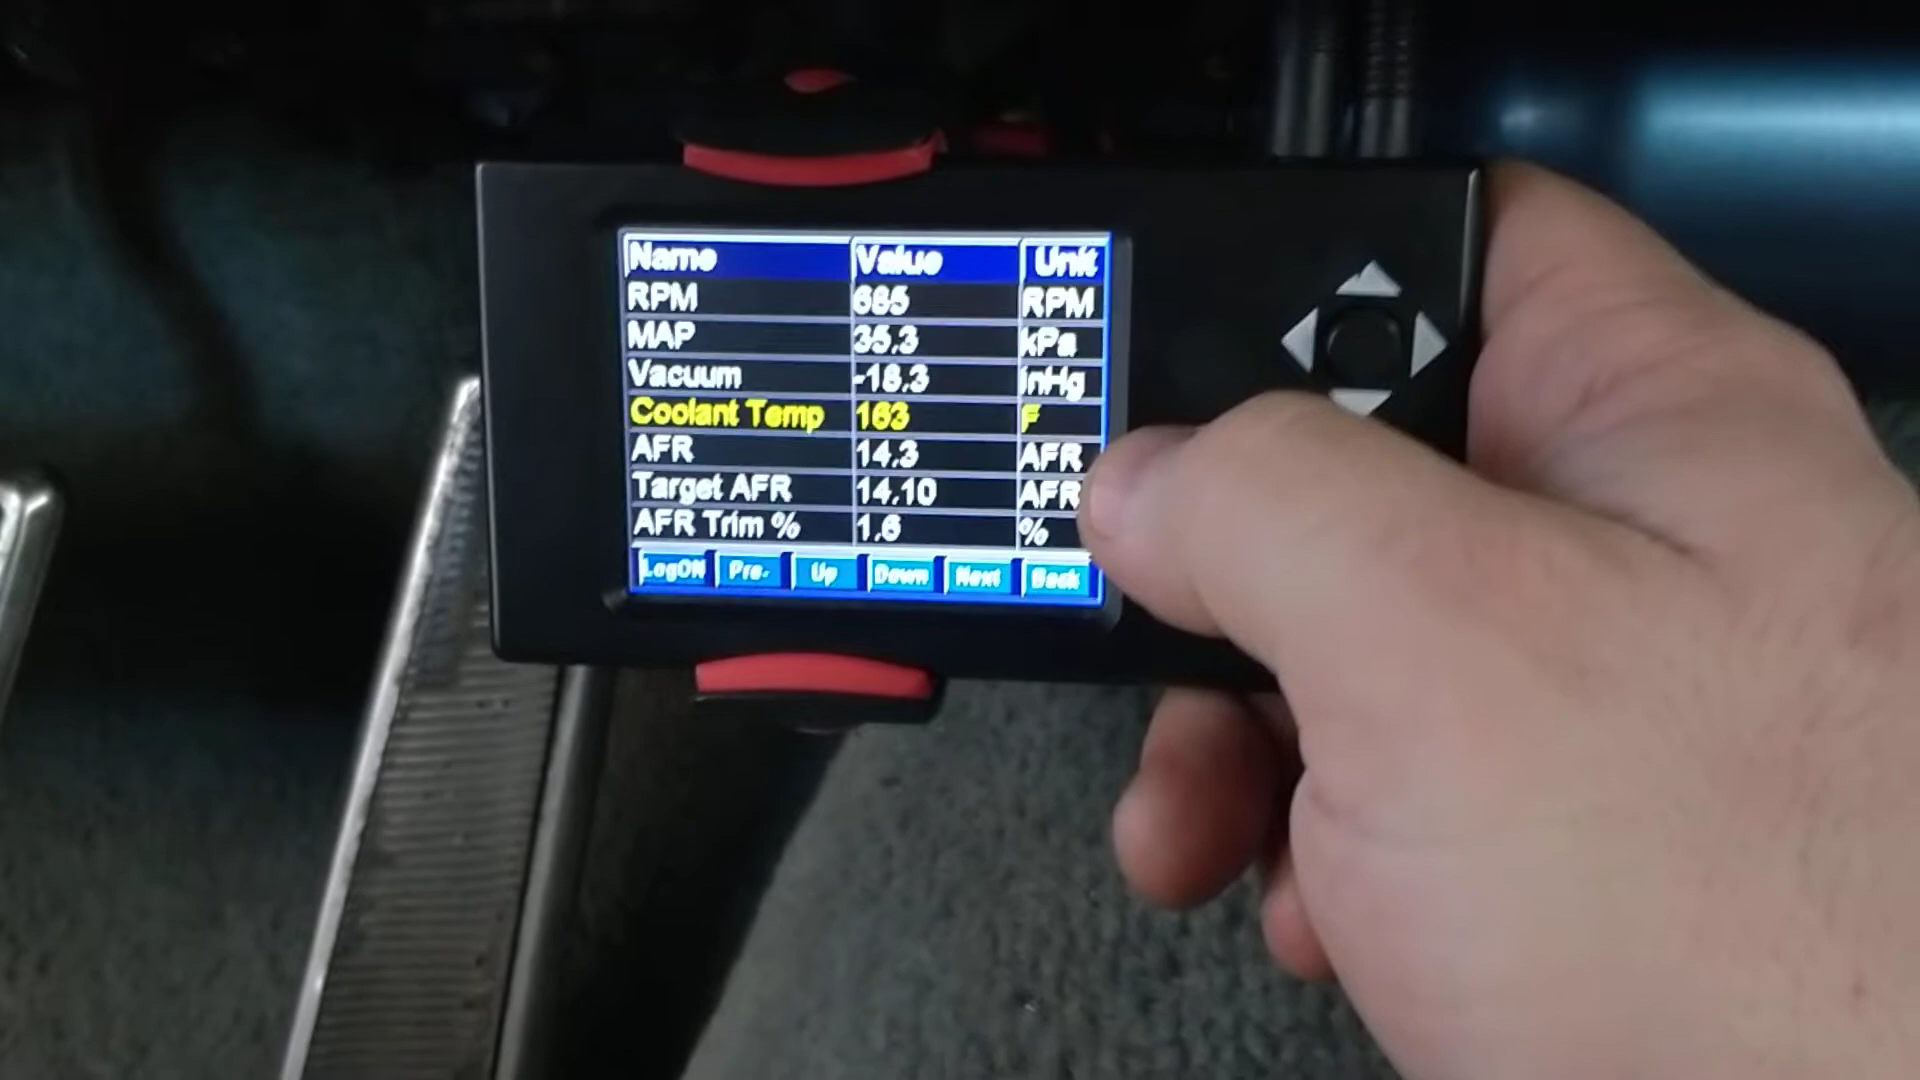 Name Value Unit
RPM 685 RPM
MAP 35.3 kPa
Vacuum -18.3 inHg
Coolant Temp 163 F
AFR 14.3 AFR
Target AFR 14.10 AFR
AFR Trim % 1.6 %
LogON Pre- Up Down Next Back